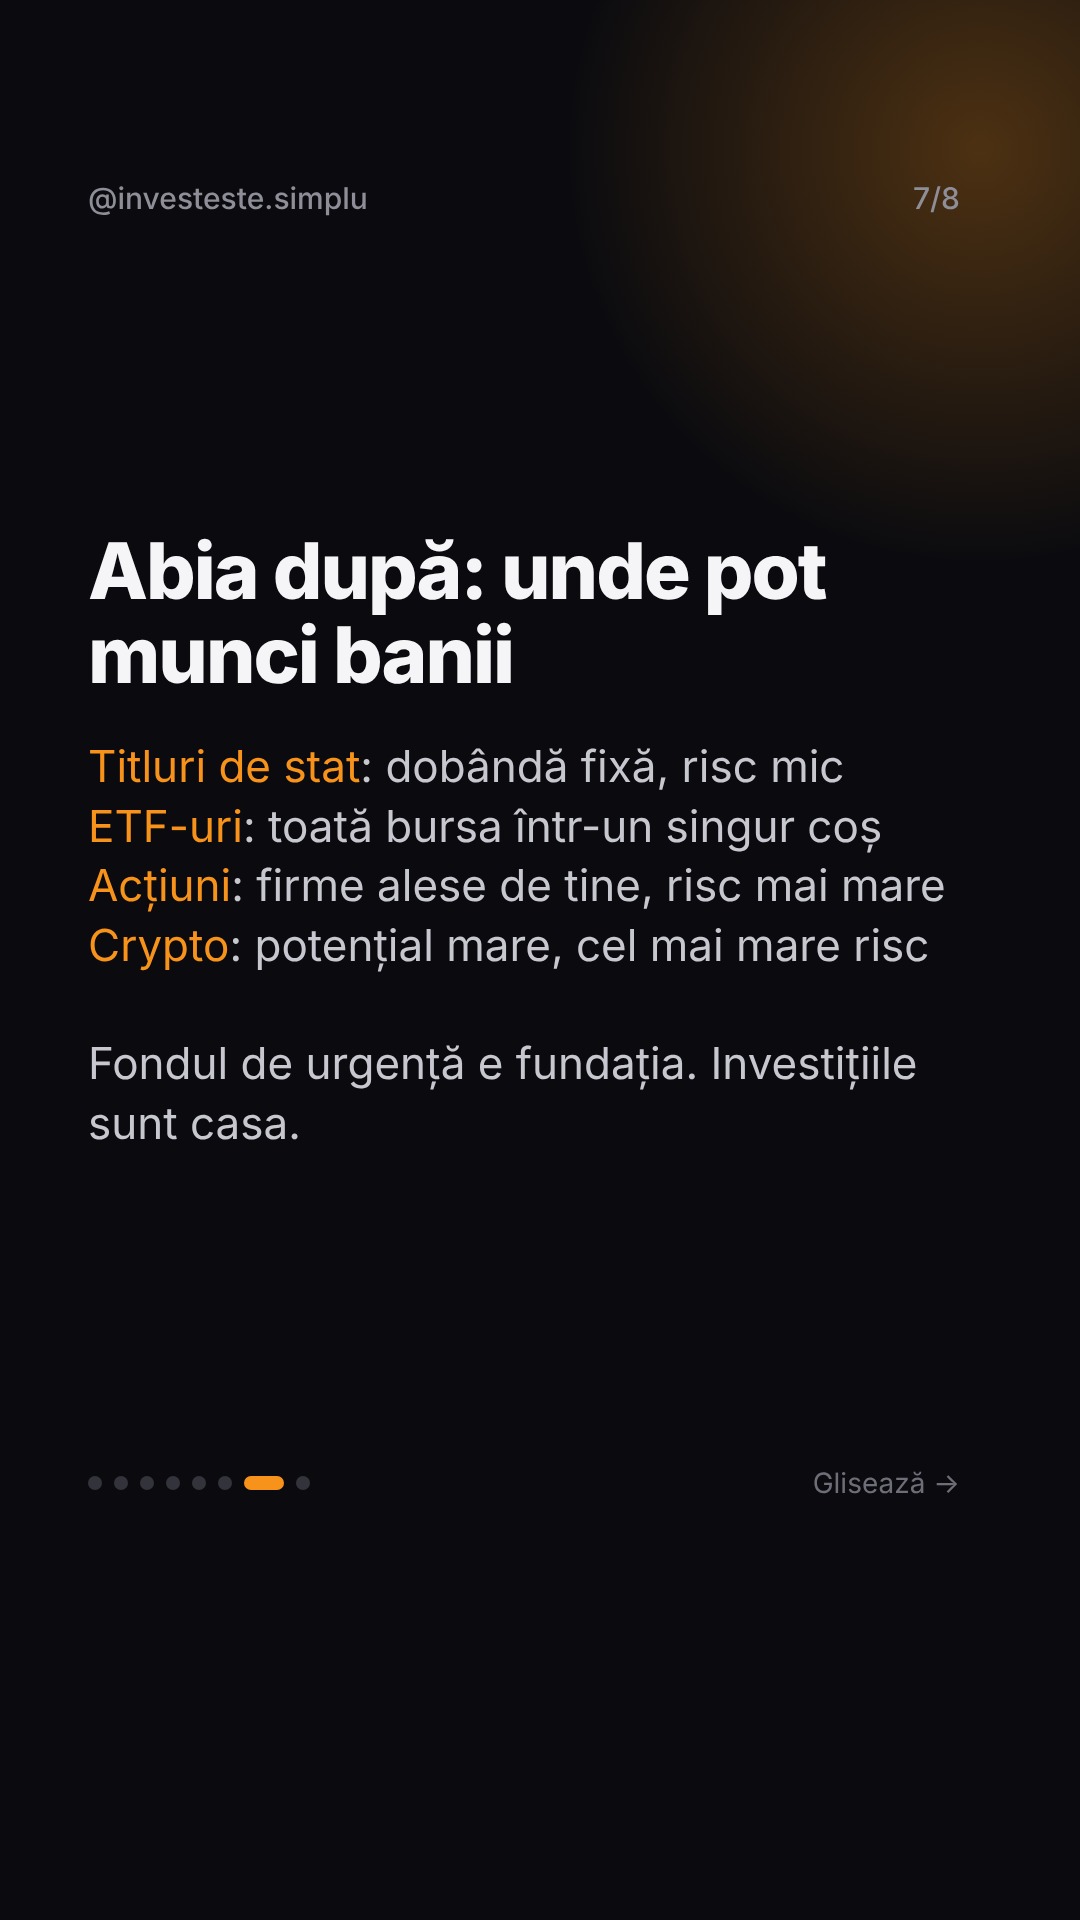 @investeste.simplu
7/8
Abia după: unde pot
munci banii
Titluri de stat: dobândă fixă, risc mic
ETF-uri: toată bursa într-un singur coș
Acțiuni: firme alese de tine, risc mai mare
Crypto: potențial mare, cel mai mare risc
Fondul de urgență e fundația. Investițiile
sunt casa.
Glisează →